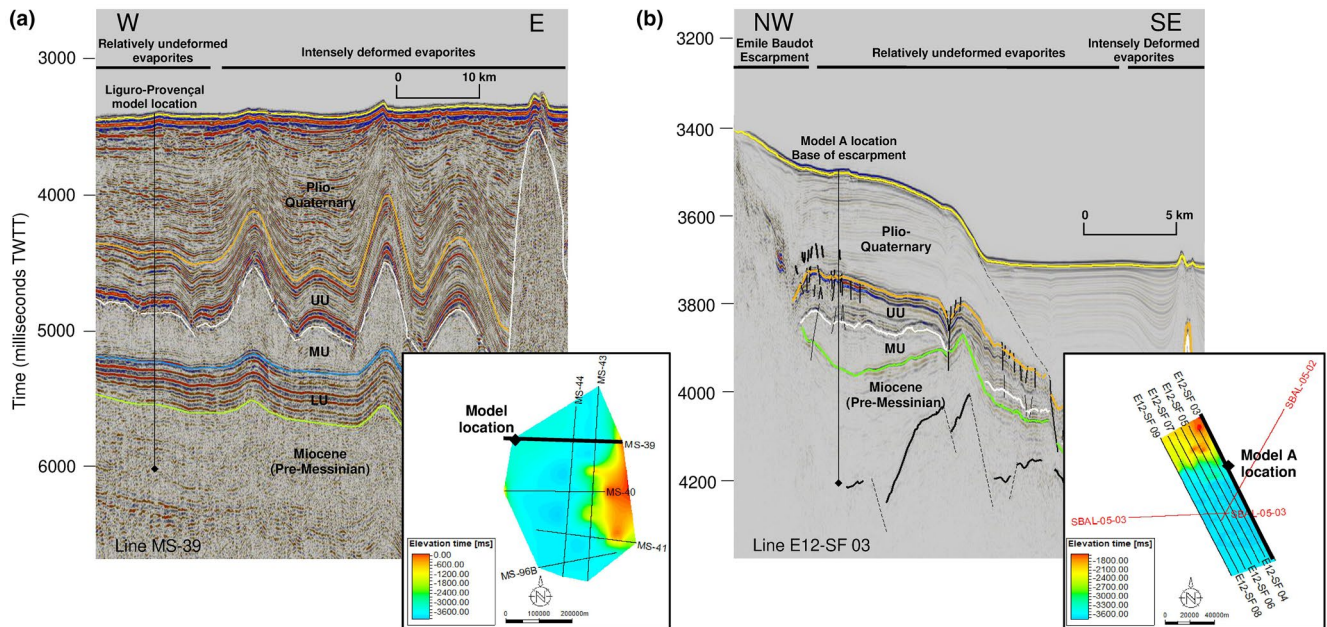 (a)
W
E
Relatively undeformed
evaporites
Intensely deformed evaporites
3000
0
10 km
Liguro-Provençal
model location
4000
Plio-
Quaternary
UU
5000
MU
LU
Miocene
(Pre-Messinian)
6000
Time (milliseconds TWTT)
Line MS-39
Model
location
MS-44
MS-43
MS-39
MS-40
MS-41
MS-96B
Elevation time [ms]
0.00
-600.00
-1200.00
-1800.00
-2400.00
-3000.00
-3600.00
N
0
100000
200000m
(b)
NW
SE
3200
Emile Baudot
Escarpment
Relatively undeformed evaporites
Intensely Deformed
evaporites
3400
Model A location
Base of escarpment
0
5 km
3600
Plio-
Quaternary
3800
UU
MU
Miocene
(Pre-Messinian)
4000
4200
Line E12-SF 03
E12-SF 03
E12-SF 05
E12-SF 07
E12-SF 09
SBAL-05-02
Model A
location
SBAL-05-03
SBAL-05-03
E12-SF 04
E12-SF 06
E12-SF 08
Elevation time [ms]
-1800.00
-2100.00
-2400.00
-2700.00
-3000.00
-3300.00
-3600.00
N
0
20000
40000m